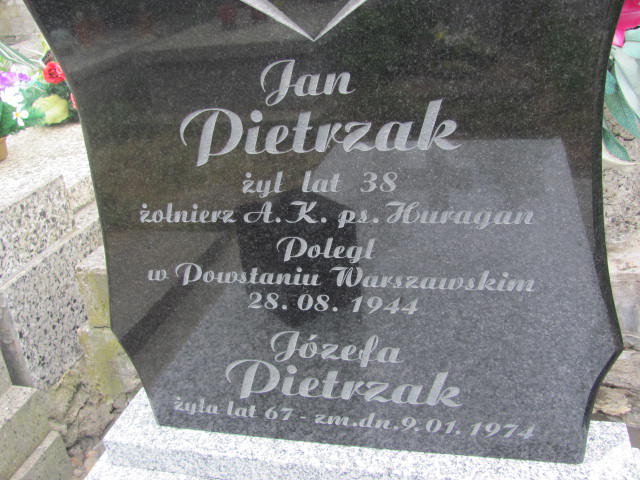 Jan
Pietrzak
żył lat 38
żołnierz A.K. ps. Huragan
Poległ
w Powstaniu Warszawskim
28. 08. 1944
Józefa
Pietrzak
żyła lat 67 - zm.dn. 9.01. 1974